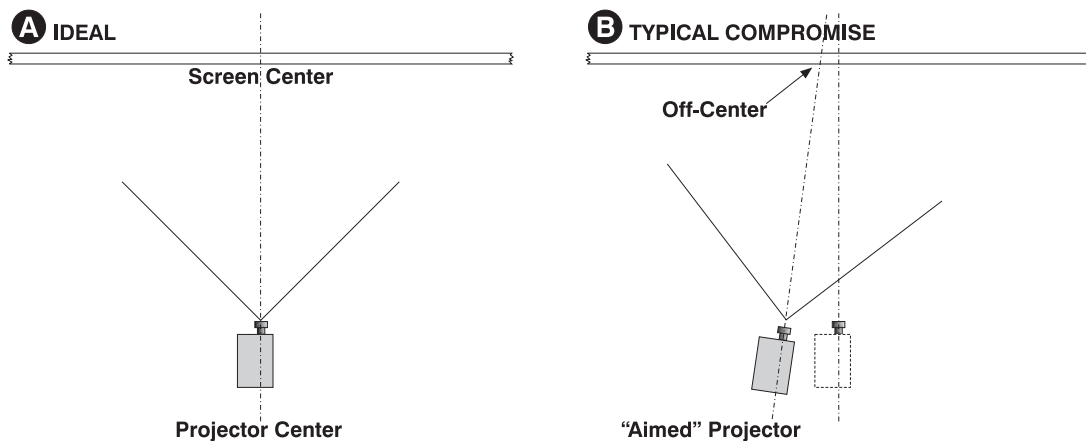 A IDEAL
Screen Center
Projector Center
B TYPICAL COMPROMISE
Off-Center
“Aimed” Projector